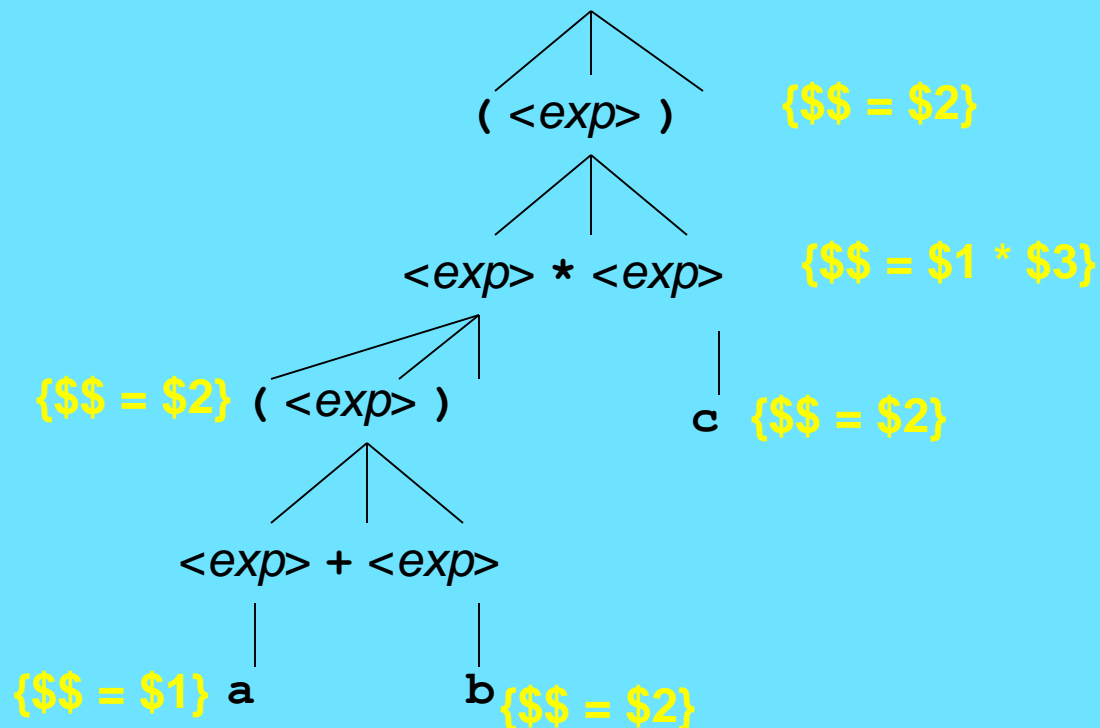 ( <exp> ) {$$ = $2}
<exp> * <exp> {$$ = $1 * $3}
{$$ = $2} ( <exp> ) c {$$ = $2}
<exp> + <exp>
{$$ = $1} a b {$$ = $2}